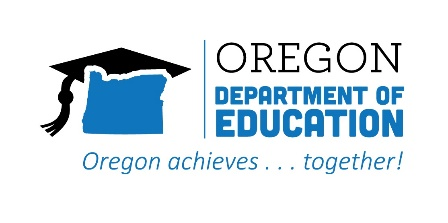 OREGON
DEPARTMENT OF
EDUCATION
Oregon achieves . . . together!